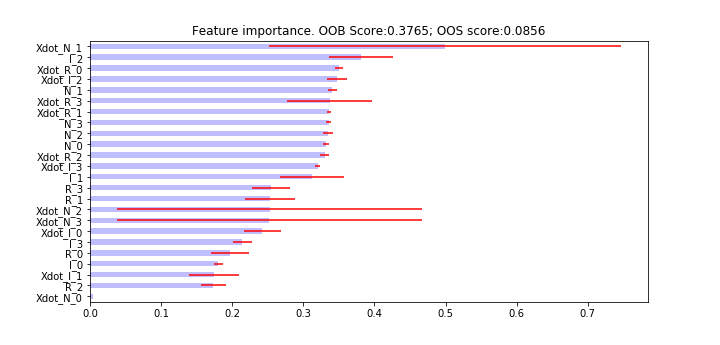 Feature importance. OOB Score:0.3765; OOS score:0.0856
Xdot_N_1
I_2
Xdot_R_0
Xdot_I_2
N_1
Xdot_R_3
Xdot_R_1
N_3
N_2
N_0
Xdot_R_2
Xdot_I_3
I_1
R_3
R_1
Xdot_N_2
Xdot_N_3
Xdot_I_0
I_3
R_0
I_0
Xdot_I_1
R_2
Xdot_N_0
0.0 0.1 0.2 0.3 0.4 0.5 0.6 0.7